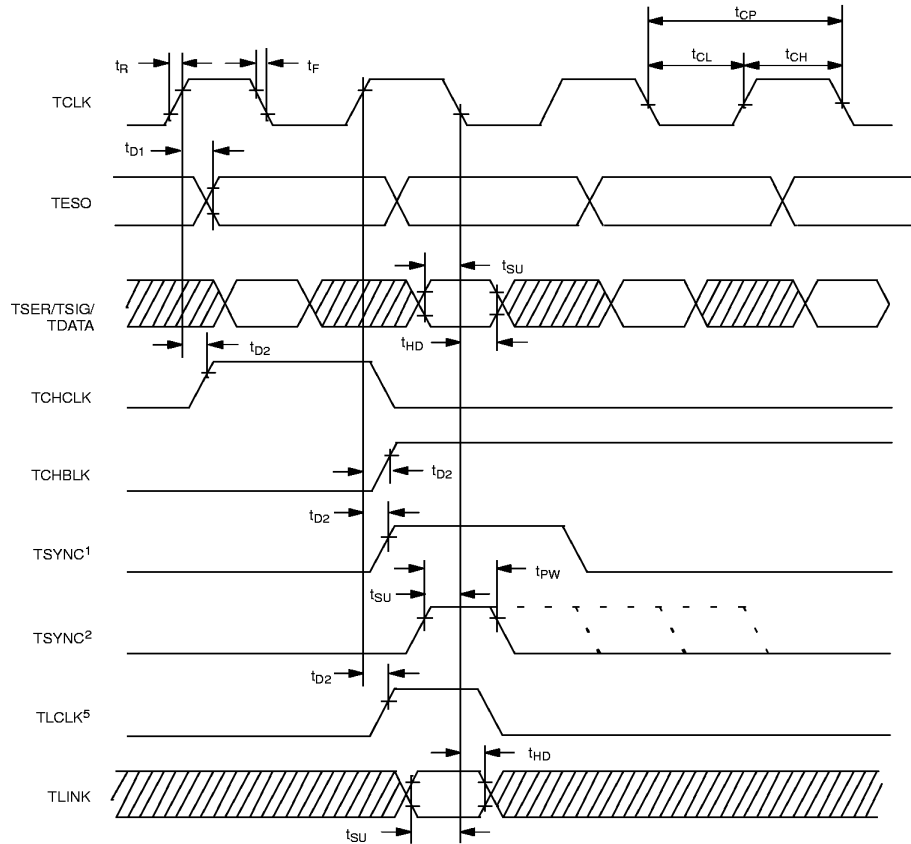 tCP
tR
tF
tCL
tCH
TCLK
tD1
TESO
tSU
TSER/TSIG/
TDATA
tHD
tD2
TCHCLK
TCHBLK
tD2
tD2
TSYNC1
tPW
tSU
TSYNC2
tD2
TLCLK5
tHD
TLINK
tSU